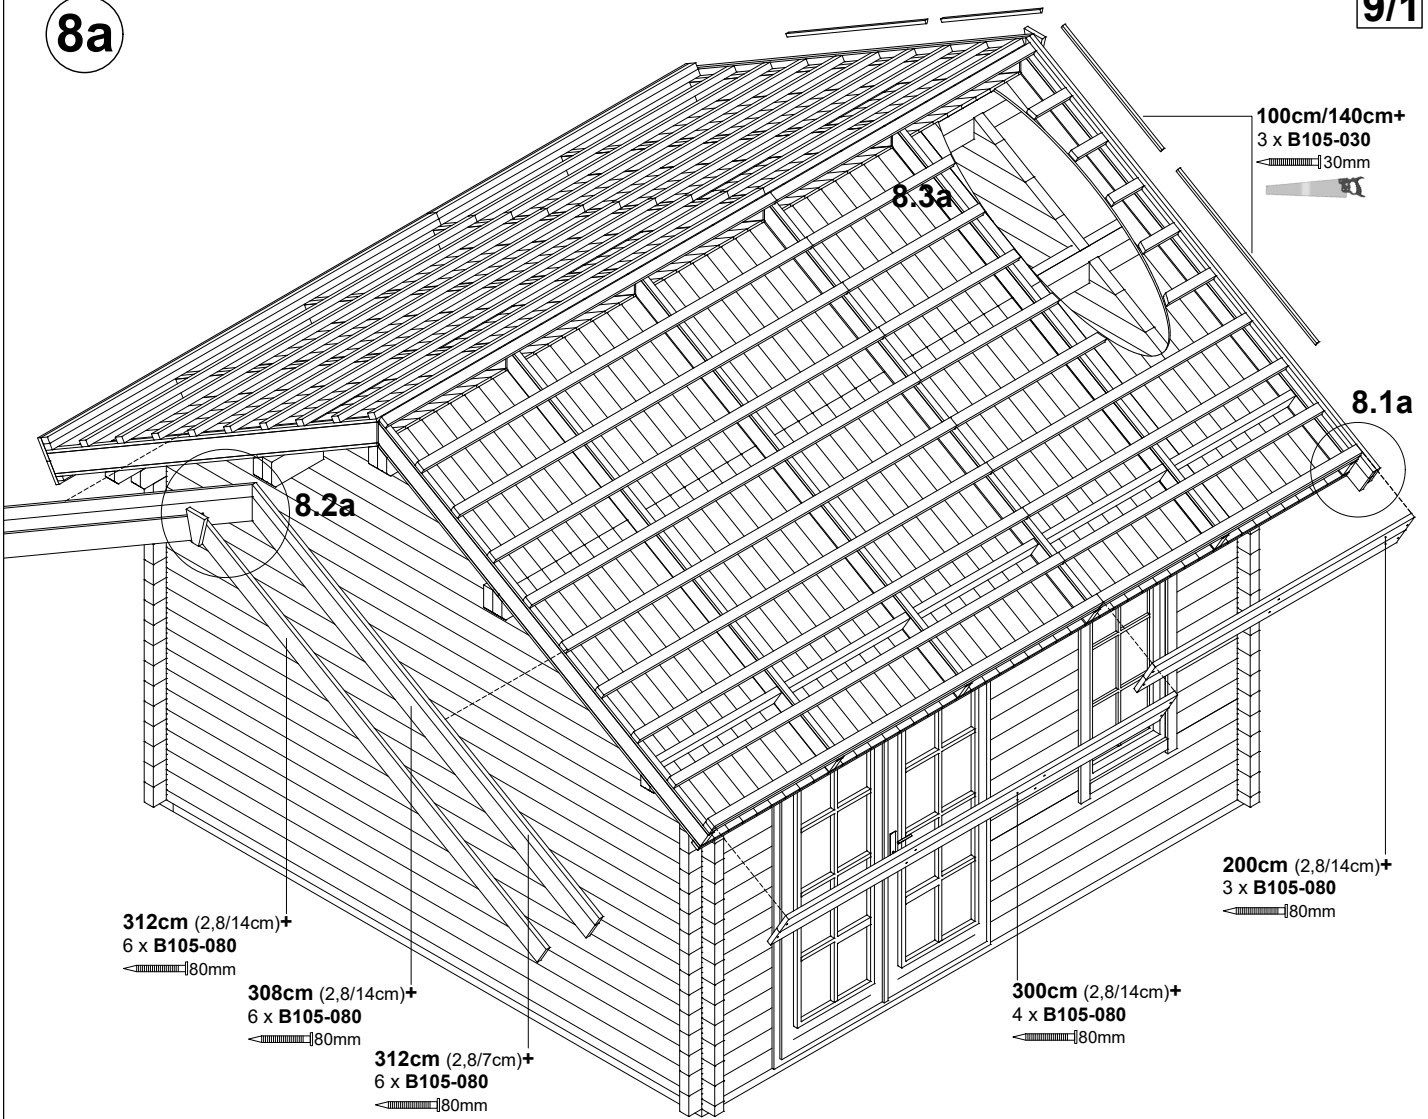 8a
9/1
100cm/140cm+
3 x B105-030
30mm
8.3a
8.1a
8.2a
200cm (2,8/14cm)+
3 x B105-080
80mm
312cm (2,8/14cm)+
6 x B105-080
80mm
308cm (2,8/14cm)+
6 x B105-080
80mm
300cm (2,8/14cm)+
4 x B105-080
80mm
312cm (2,8/7cm)+
6 x B105-080
80mm